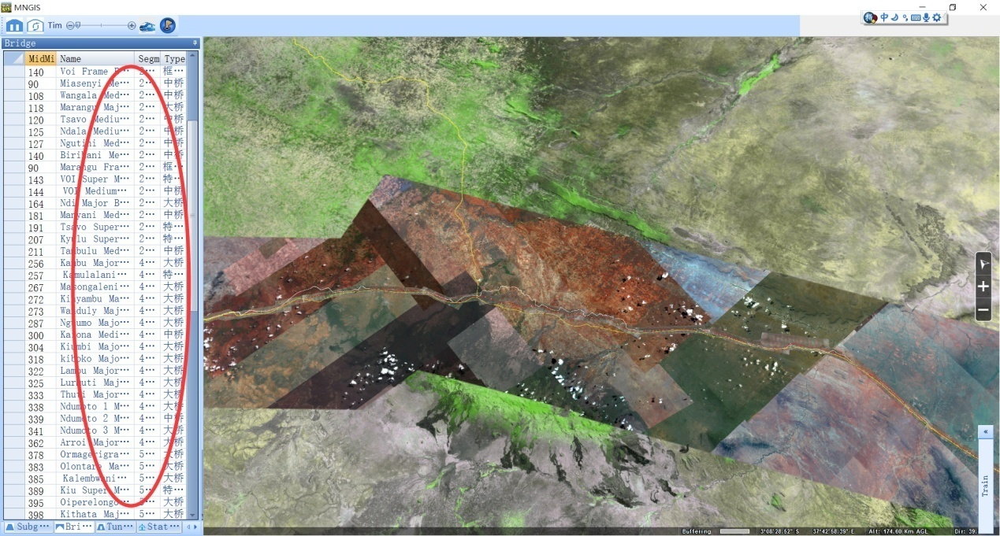 MNGIS
Tim
中
Bridge
MidMi Name Segm Type
140 Voi Frame 框…
90 Miasenyi Me… 2… 中桥
108 Wangala Med… 2… 中桥
118 Marangu Maj… 2… 大桥
120 Tsavo Mediu… 2… 中桥
125 Ndala Mediu… 2… 中桥
127 Ngutini Med… 2… 中桥
140 Birikani Me… 2… 中桥
90 Marangu Fra… 2… 框…
143 VOI Super M… 2… 特…
144 VOI Medium… 2… 中桥
164 Ndi Major B… 2… 大桥
181 Manyani Med… 2… 中桥
191 Tsavo Super… 2… 特…
207 Kyulu Super… 2… 特…
211 Tambulu Med… 2… 中桥
256 Kambu Major… 4… 大桥
257 Kamulalani… 4… 特…
267 Masongaleni… 4… 大桥
272 Kinyambu Ma… 4… 大桥
273 Wanduly Maj… 4… 大桥
287 Ngwumo Majo… 4… 大桥
300 Kasona Medi… 4… 中桥
304 Kiumbi Majo… 4… 大桥
318 kiboko Majo… 4… 大桥
322 Lambu Major… 4… 大桥
325 Lumuti Maj… 4… 大桥
333 Thuti Major… 4… 大桥
338 Ndumoto 1 M… 4… 大桥
339 Ndumoto 2 M… 4… 中桥
341 Ndumoto 3 M… 4… 大桥
362 Arroi Major… 4… 大桥
378 Ormagerigra… 5… 大桥
383 Olontare Ma… 5… 大桥
385 Kalembwani… 5… 大桥
389 Kiu Super M… 5… 特…
395 Oiperelongo… 大桥
398 Kithata Maj… 5… 大桥
Subg… Bri… Tun… Stat…
Train
Buffering 3°08'28.52" S 37°42'58.39" E Alt: 174.60 Km AGL Dir: 39.